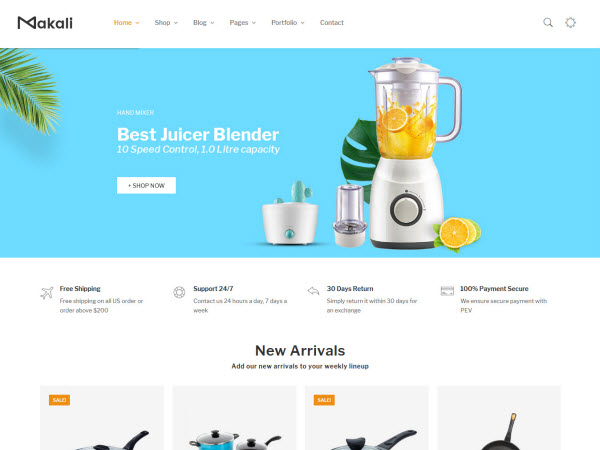 Makali
Home Shop Blog Pages Portfolio Contact
HAND MIXER
Best Juicer Blender
10 Speed Control, 1.0 Litre capacity
+ SHOP NOW
Free Shipping
Free shipping on all US order or
order above $200
Support 24/7
Contact us 24 hours a day, 7 days a
week
30 Days Return
Simply return it within 30 days for
an exchange
100% Payment Secure
We ensure secure payment with
PEV
New Arrivals
Add our new arrivals to your weekly lineup
SALE!
SALE!